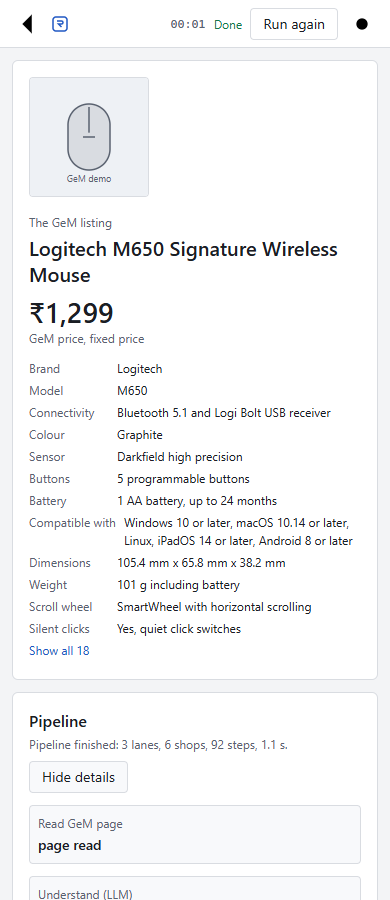 00:01 Done Run again
GeM demo
The GeM listing
Logitech M650 Signature Wireless
Mouse
₹1,299
GeM price, fixed price
Brand Logitech
Model M650
Connectivity Bluetooth 5.1 and Logi Bolt USB receiver
Colour Graphite
Sensor Darkfield high precision
Buttons 5 programmable buttons
Battery 1 AA battery, up to 24 months
Compatible with Windows 10 or later, macOS 10.14 or later,
Linux, iPadOS 14 or later, Android 8 or later
Dimensions 105.4 mm x 65.8 mm x 38.2 mm
Weight 101 g including battery
Scroll wheel SmartWheel with horizontal scrolling
Silent clicks Yes, quiet click switches
Show all 18
Pipeline
Pipeline finished: 3 lanes, 6 shops, 92 steps, 1.1 s.
Hide details
Read GeM page
page read
Understand (LLM)